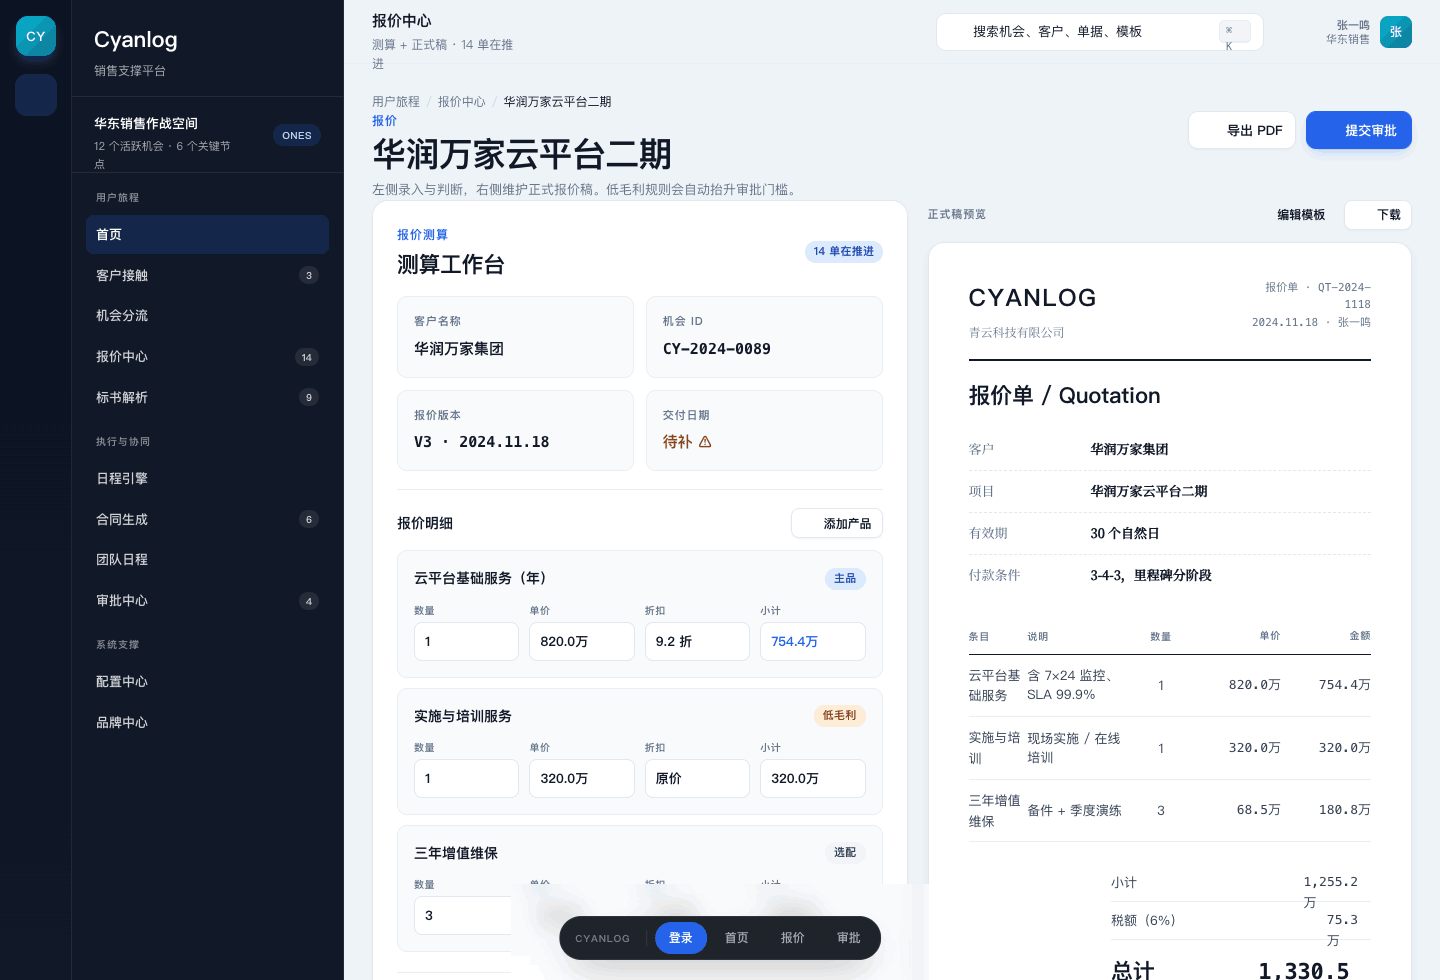 CY
Cyanlog
销售支撑平台
华东销售作战空间
12 个活跃机会 · 6 个关键节
点
ONES
用户旅程
首页
客户接触
3
机会分流
报价中心
14
标书解析
9
执行与协同
日程引擎
合同生成
6
团队日程
审批中心
4
系统支撑
配置中心
品牌中心
报价中心
测算 + 正式稿 · 14 单在推
进
搜索机会、客户、单据、模板
⌘
K
张一鸣
华东销售
张
用户旅程 / 报价中心 / 华润万家云平台二期
报价
华润万家云平台二期
左侧录入与判断，右侧维护正式报价稿。低毛利规则会自动抬升审批门槛。
导出 PDF
提交审批
报价测算
测算工作台
14 单在推进
客户名称
华润万家集团
机会 ID
CY-2024-0089
报价版本
V3 · 2024.11.18
交付日期
待补 ⚠
报价明细
添加产品
云平台基础服务（年）
主品
数量
单价
折扣
小计
1
820.0万
9.2 折
754.4万
实施与培训服务
低毛利
数量
单价
折扣
小计
1
320.0万
原价
320.0万
三年增值维保
选配
数量
单价
折扣
小计
3
CYANLOG
登录
首页
报价
审批
正式稿预览
编辑模板
下载
CYANLOG
青云科技有限公司
报价单 · QT-2024-
1118
2024.11.18 · 张一鸣
报价单 / Quotation
客户
华润万家集团
项目
华润万家云平台二期
有效期
30 个自然日
付款条件
3-4-3，里程碑分阶段
条目
说明
数量
单价
金额
云平台基
础服务
含 7×24 监控、
SLA 99.9%
1
820.0万
754.4万
实施与培
训
现场实施 / 在线
培训
1
320.0万
320.0万
三年增值
维保
备件 + 季度演练
3
68.5万
180.8万
小计
1,255.2
万
税额（6%）
75.3
万
总计
1,330.5